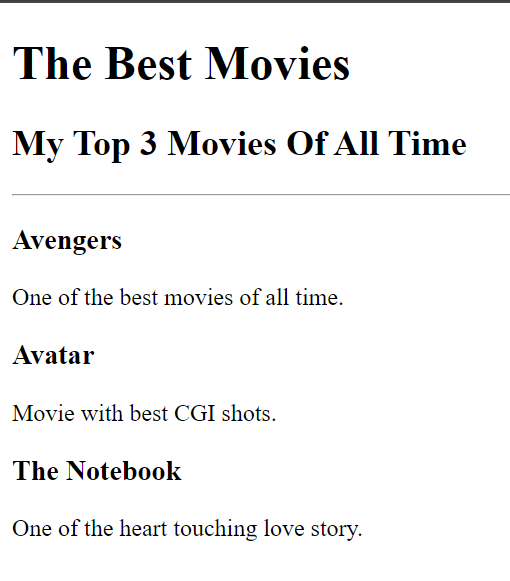 The Best Movies
My Top 3 Movies Of All Time
Avengers
One of the best movies of all time.
Avatar
Movie with best CGI shots.
The Notebook
One of the heart touching love story.